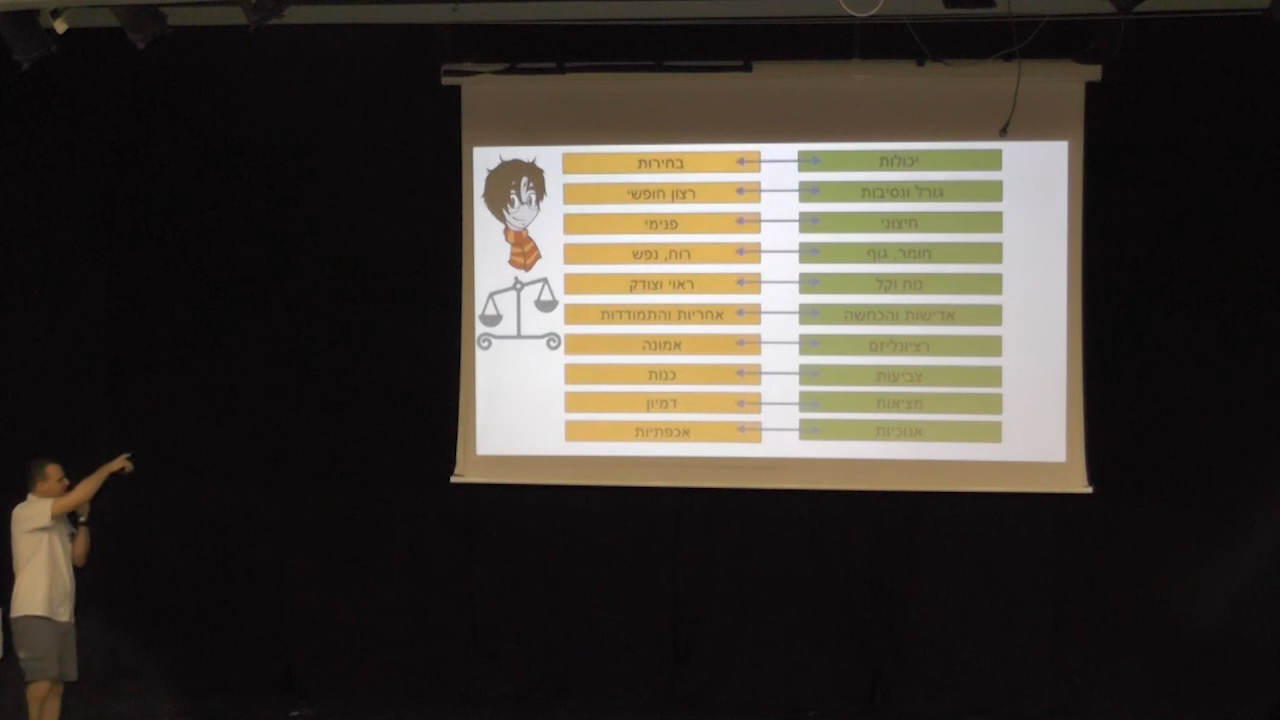 יכולות בחירות
גורל ונסיבות רצון חופשי
חיצוני פנימי
חומר, גוף רוח, נפש
נוח וקל ראוי וצודק
אדישות והכחשה אחריות והתמודדות
רציונליזם אמונה
צביעות כנות
מציאות דמיון
אנוכיות אכפתיות